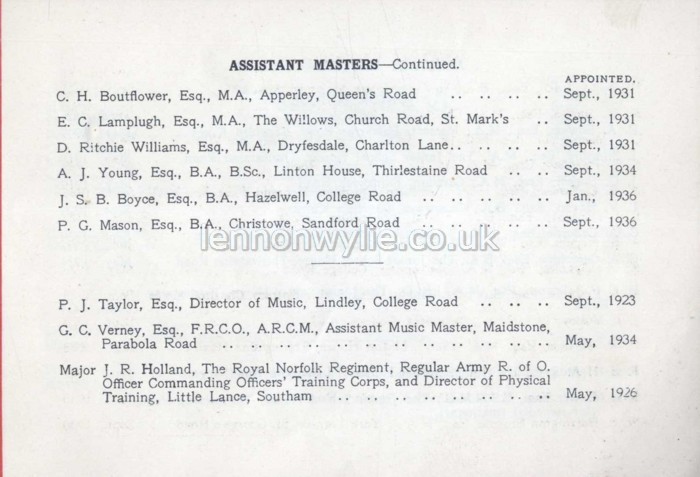 ASSISTANT MASTERS—Continued.
APPOINTED.
C. H. Boutflower, Esq., M.A., Apperley, Queen's Road .. .. .. .. Sept., 1931
E. C. Lamplugh, Esq., M.A., The Willows, Church Road, St. Mark's .. .. Sept., 1931
D. Ritchie Williams, Esq., M.A., Dryfesdale, Charlton Lane.. .. .. .. Sept., 1931
A. J. Young, Esq., B.A., B.Sc., Linton House, Thirlestaine Road .. .. Sept., 1934
J. S. B. Boyce, Esq., B.A., Hazelwell, College Road .. .. .. .. Jan., 1936
P. G. Mason, Esq., B.A., Christowe, Sandford Road .. .. .. .. Sept., 1936
lennonwylie.co.uk
P. J. Taylor, Esq., Director of Music, Lindley, College Road .. .. .. Sept., 1923
G. C. Verney, Esq., F.R.C.O., A.R.C.M., Assistant Music Master, Maidstone,
Parabola Road .. .. .. .. .. .. .. .. .. .. .. May, 1934
Major J. R. Holland, The Royal Norfolk Regiment, Regular Army R. of O.
Officer Commanding Officers' Training Corps, and Director of Physical
Training, Little Lance, Southam .. .. .. .. .. .. .. May, 1926